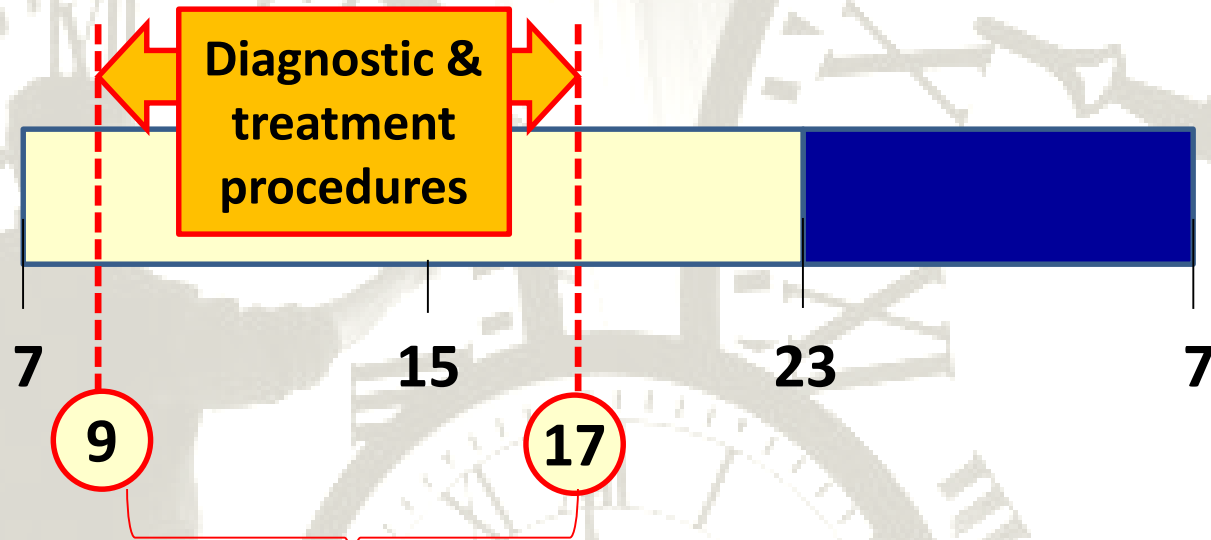 Diagnostic &
treatment
procedures
7 15 23 7
9 17